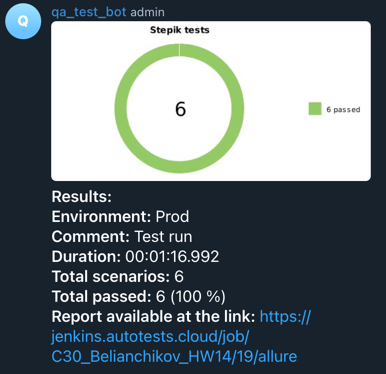 Q
qa_test_bot admin
Stepik tests
6
6 passed
Results:
Environment: Prod
Comment: Test run
Duration: 00:01:16.992
Total scenarios: 6
Total passed: 6 (100 %)
Report available at the link: https://
jenkins.autotests.cloud/job/
C30_Belianchikov_HW14/19/allure